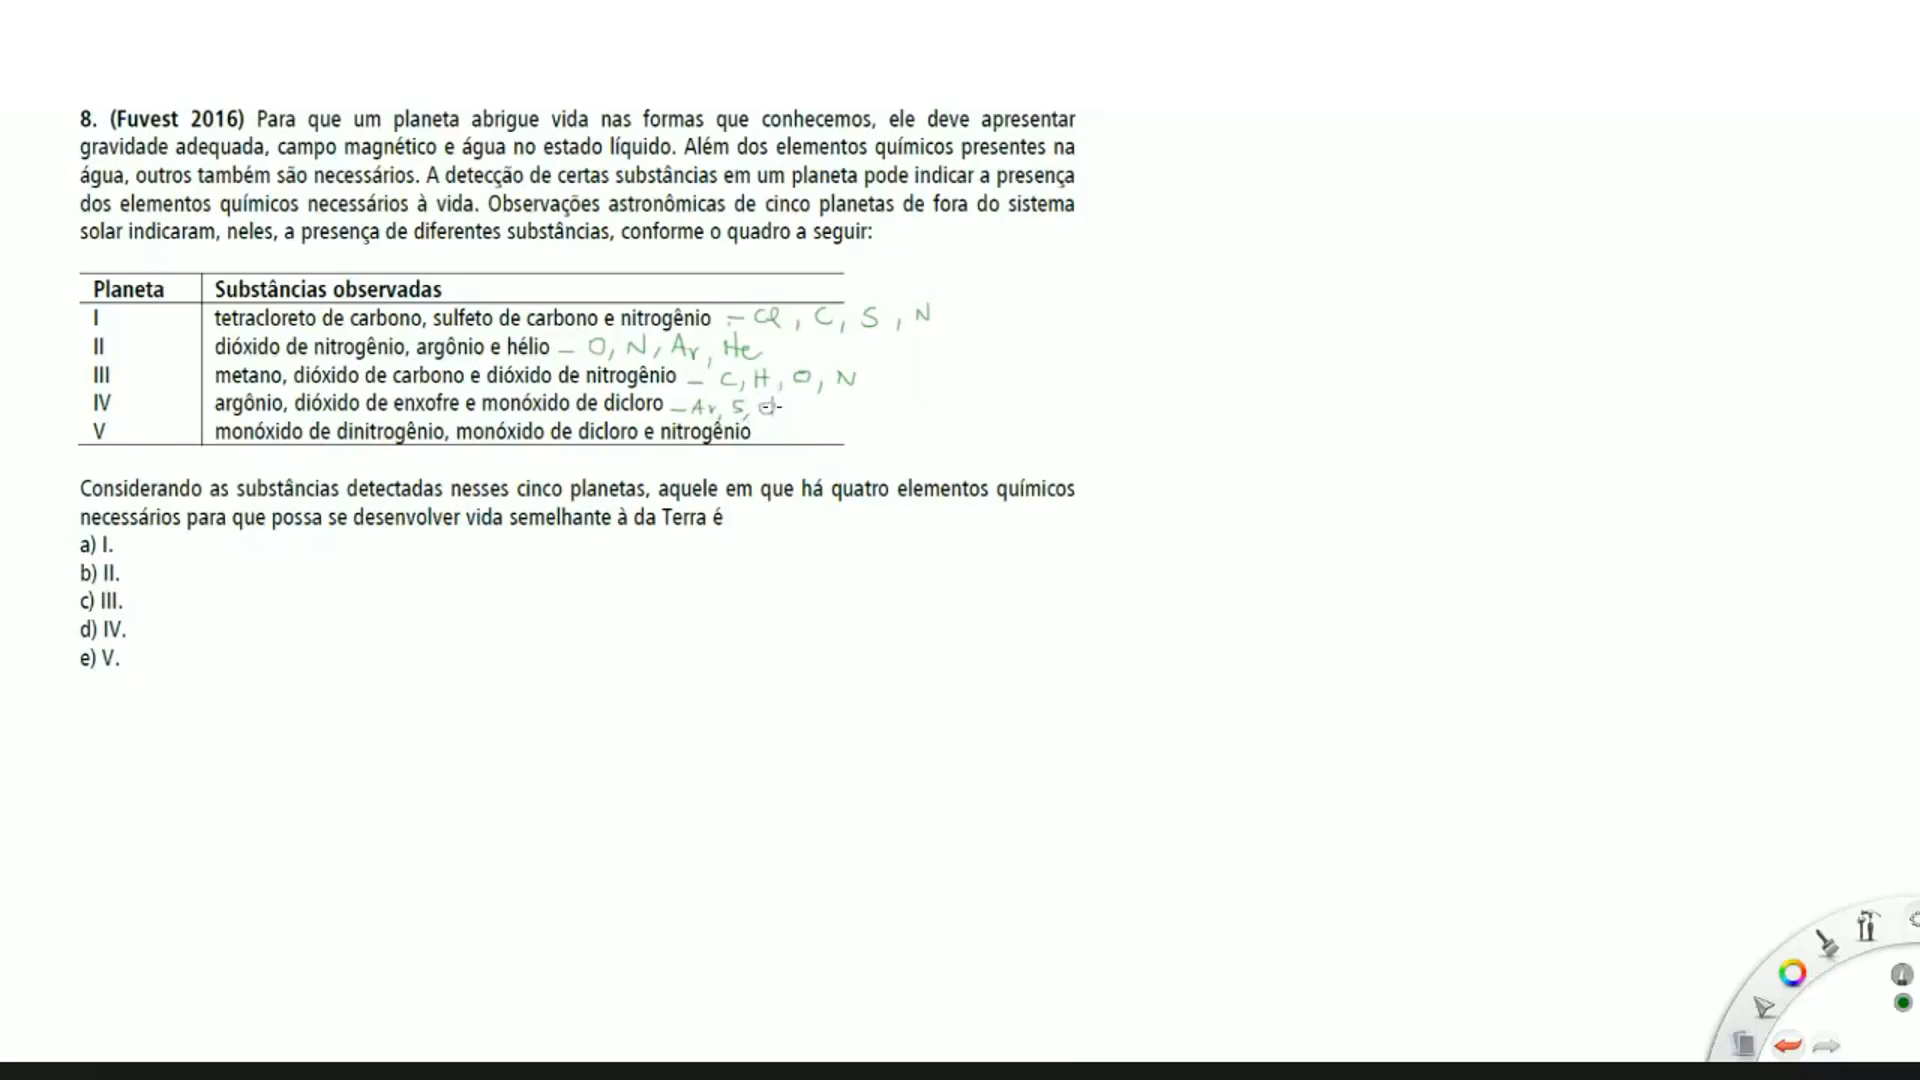 8. (Fuvest 2016) Para que um planeta abrigue vida nas formas que conhecemos, ele deve apresentar
gravidade adequada, campo magnético e água no estado líquido. Além dos elementos químicos presentes na
água, outros também são necessários. A detecção de certas substâncias em um planeta pode indicar a presença
dos elementos químicos necessários à vida. Observações astronômicas de cinco planetas de fora do sistema
solar indicaram, neles, a presença de diferentes substâncias, conforme o quadro a seguir:
Planeta Substâncias observadas
I tetracloreto de carbono, sulfeto de carbono e nitrogênio – Cl, C, S, N
II dióxido de nitrogênio, argônio e hélio – O, N, Ar, He
III metano, dióxido de carbono e dióxido de nitrogênio – C, H, O, N
IV argônio, dióxido de enxofre e monóxido de dicloro – Ar, S,
V monóxido de dinitrogênio, monóxido de dicloro e nitrogênio
Considerando as substâncias detectadas nesses cinco planetas, aquele em que há quatro elementos químicos
necessários para que possa se desenvolver vida semelhante à da Terra é
a) I.
b) II.
c) III.
d) IV.
e) V.